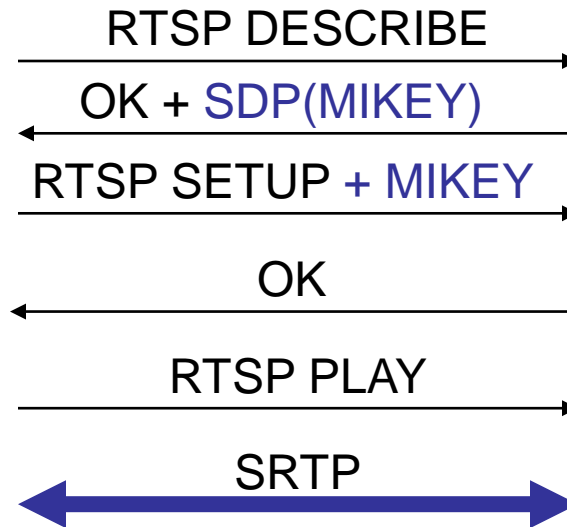 RTSP DESCRIBE
OK + SDP(MIKEY)
RTSP SETUP + MIKEY
OK
RTSP PLAY
SRTP